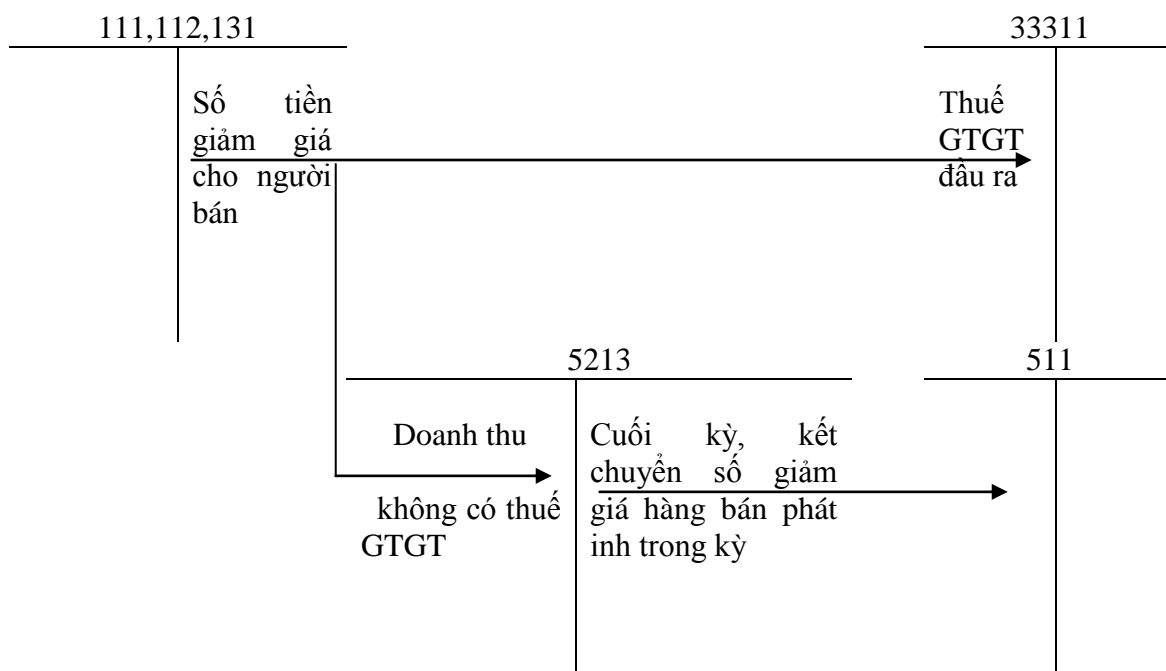 111,112,131
33311
Số tiền
giảm giá
cho người
bán
Thuế
GTGT
đầu ra
5213
511
Doanh thu
không có thuế
GTGT
Cuối kỳ, kết
chuyển số giảm
giá hàng bán phát
inh trong kỳ